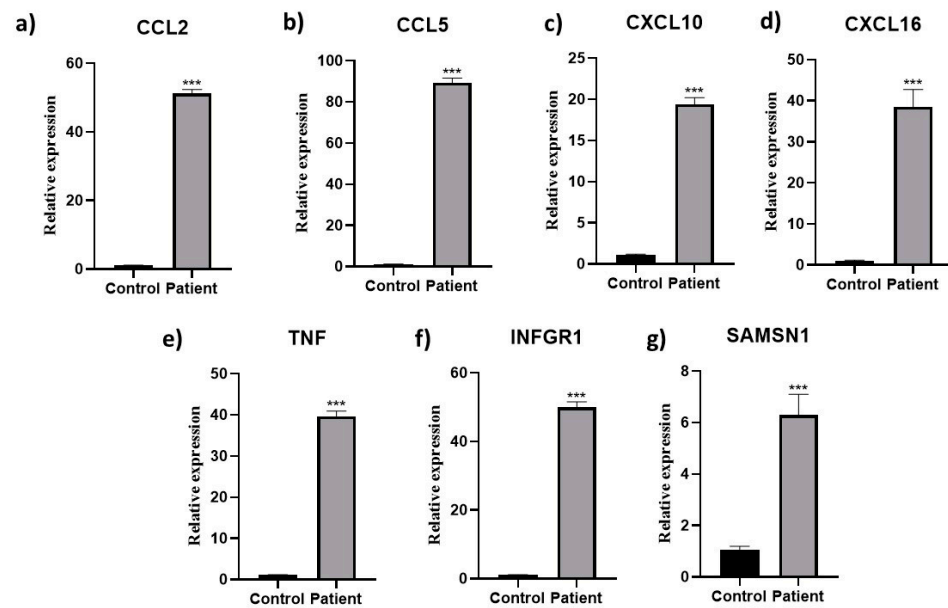 a) CCL2
Relative expression
60
40
20
0
***
Control Patient
b) CCL5
Relative expression
100
80
60
40
20
0
***
Control Patient
c) CXCL10
Relative expression
25
20
15
10
5
0
***
Control Patient
d) CXCL16
Relative expression
50
40
30
20
10
0
***
Control Patient
e) TNF
Relative expression
50
40
30
20
10
0
***
Control Patient
f) INFGR1
Relative expression
60
40
20
0
***
Control Patient
g) SAMSN1
Relative expression
8
6
4
2
0
***
Control Patient